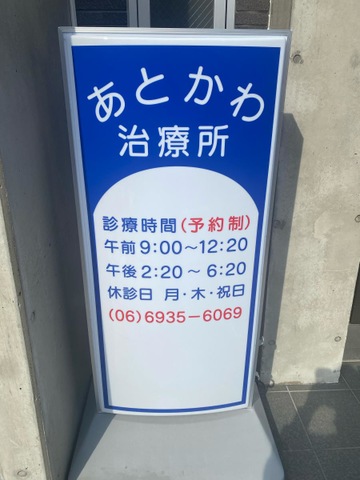 あとかわ
治療所
診療時間(予約制)
午前9:00～12:20
午後2:20～6:20
休診日 月・木・祝日
(06)6935-6069